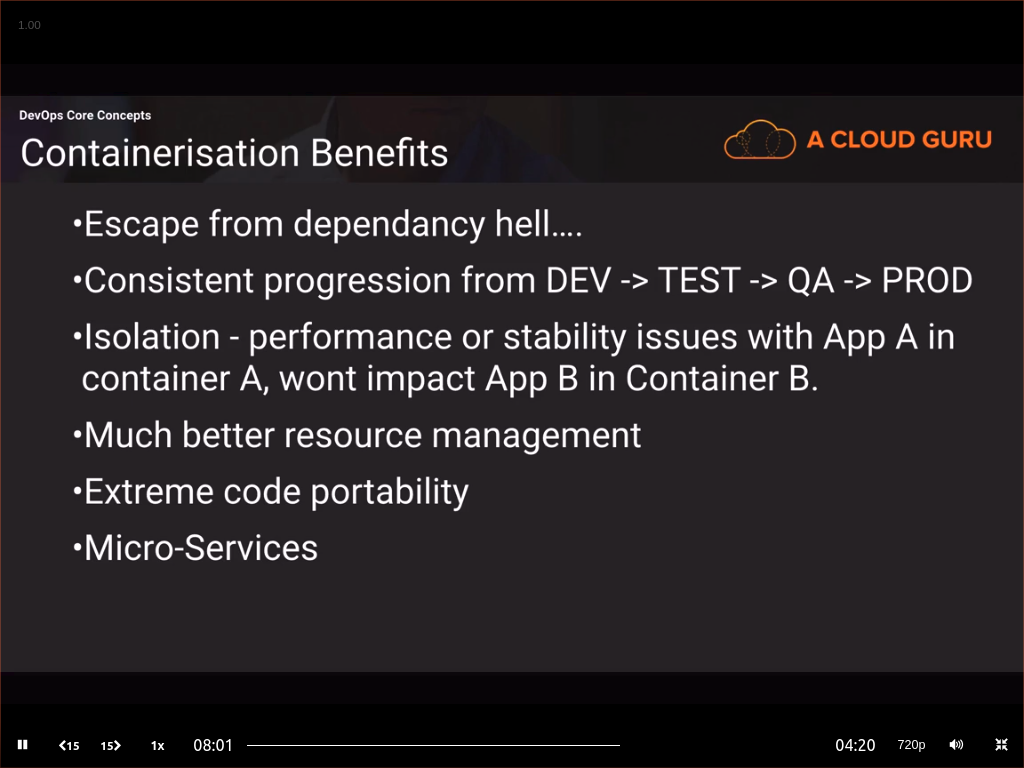 1.00
DevOps Core Concepts
Containerisation Benefits
A CLOUD GURU
•Escape from dependancy hell....
•Consistent progression from DEV -> TEST -> QA -> PROD
•Isolation - performance or stability issues with App A in
container A, wont impact App B in Container B.
•Much better resource management
•Extreme code portability
•Micro-Services
15 15 1x 08:01 04:20 720p